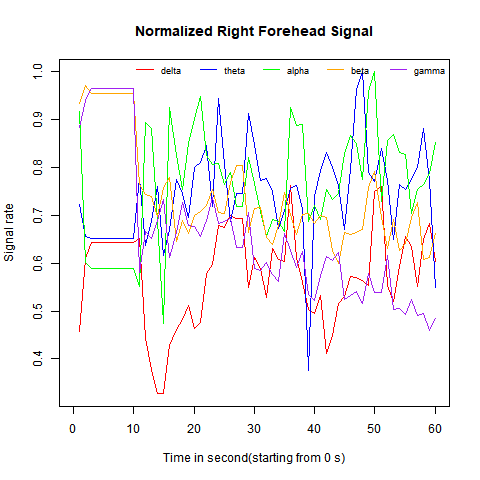 Normalized Right Forehead Signal
delta theta alpha beta gamma
1.0
0.9
0.8
0.7
0.6
0.5
0.4
Signal rate
0 10 20 30 40 50 60
Time in second(starting from 0 s)